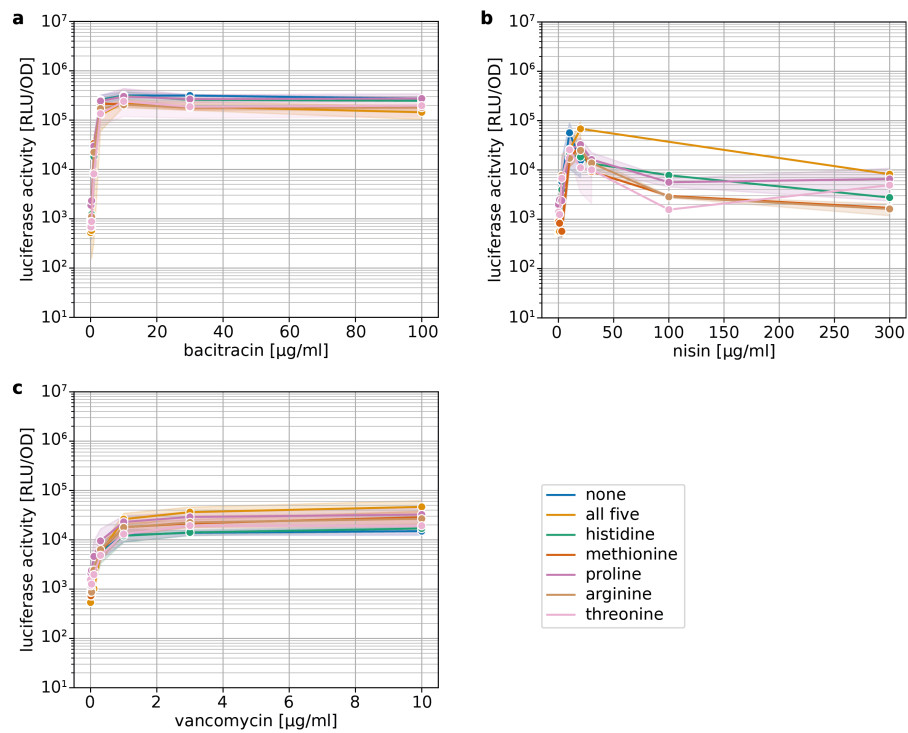 a
10⁷
10⁶
10⁵
10⁴
10³
10²
10¹
luciferase acitvity [RLU/OD]
0 20 40 60 80 100
bacitracin [µg/ml]
b
10⁷
10⁶
10⁵
10⁴
10³
10²
10¹
luciferase acitvity [RLU/OD]
0 50 100 150 200 250 300
nisin [µg/ml]
c
10⁷
10⁶
10⁵
10⁴
10³
10²
10¹
luciferase acitvity [RLU/OD]
0 2 4 6 8 10
vancomycin [µg/ml]
none
all five
histidine
methionine
proline
arginine
threonine